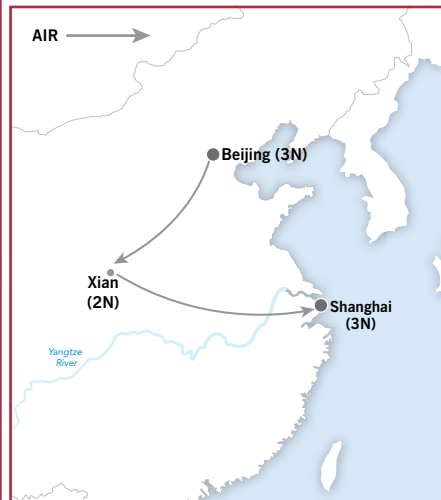 AIR
Beijing (3N)
Xian
(2N)
Shanghai
(3N)
Yangtze
River